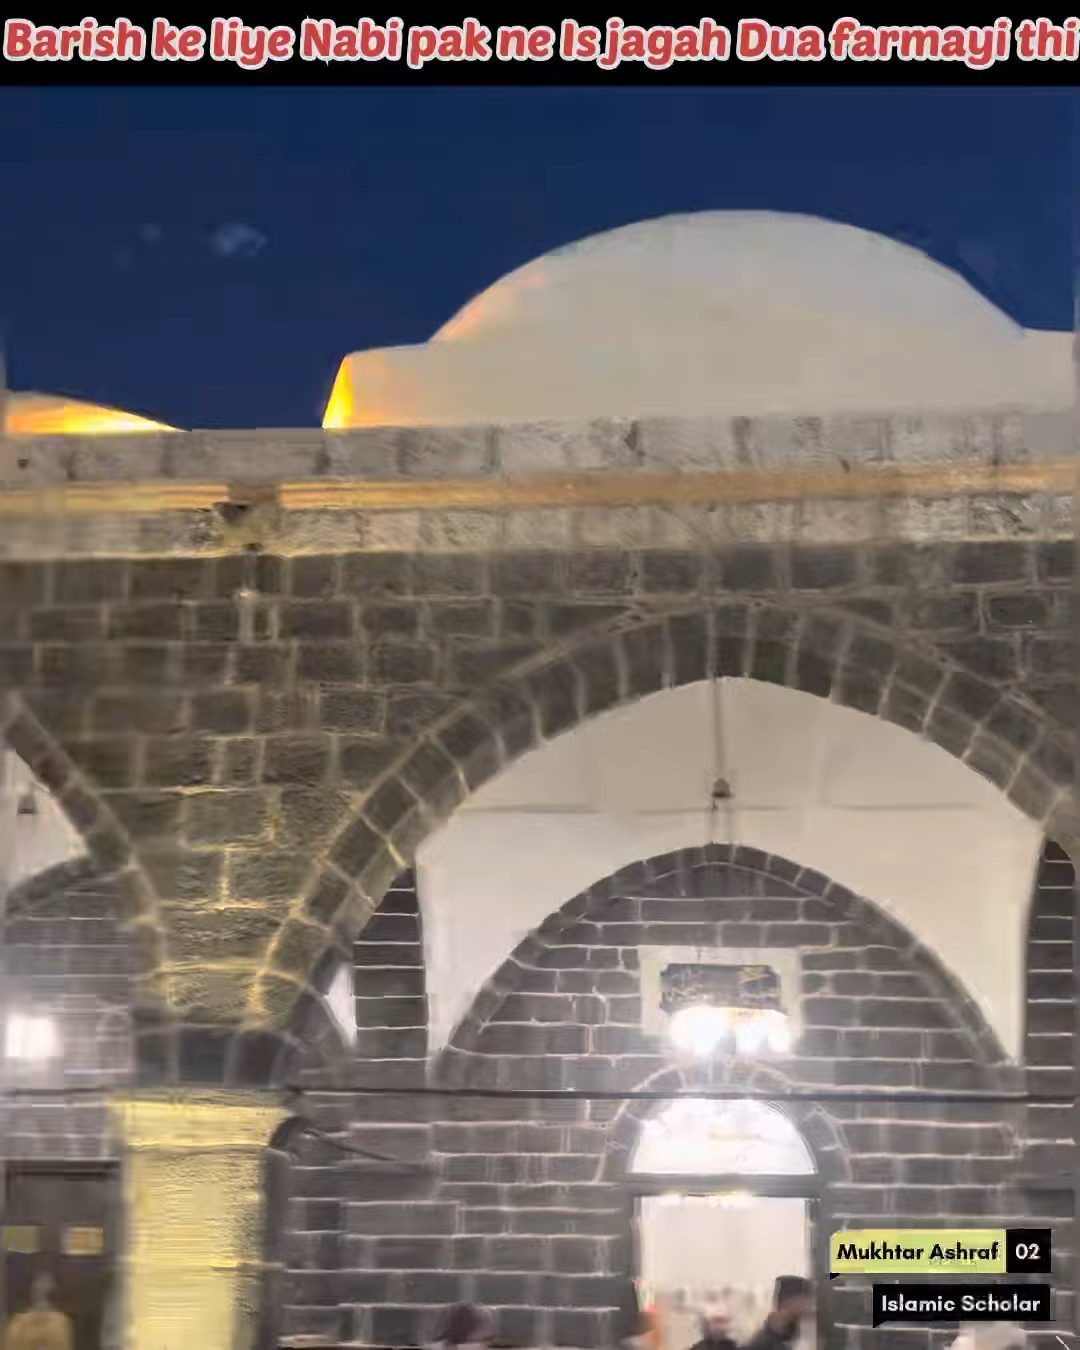 Barish ke liye Nabi pak ne Is jagah Dua farmayi thi
Mukhtar Ashraf 02
Islamic Scholar